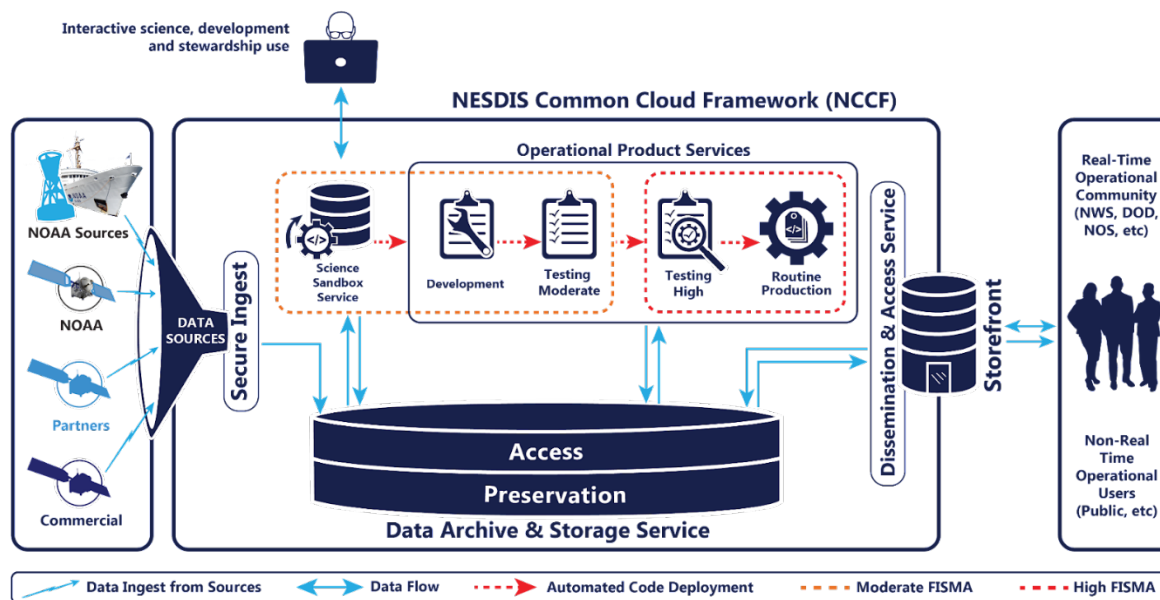 Interactive science, development
and stewardship use
NESDIS Common Cloud Framework (NCCF)
NOAA Sources
NOAA
Partners
Commercial
DATA
SOURCES
Secure Ingest
Operational Product Services
Science
Sandbox
Service
Development
Testing
Moderate
Testing
High
Routine
Production
Access
Preservation
Data Archive & Storage Service
Dissemination & Access Service
Storefront
Real-Time
Operational
Community
(NWS, DOD,
NOS, etc)
Non-Real
Time
Operational
Users
(Public, etc)
Data Ingest from Sources
Data Flow
Automated Code Deployment
Moderate FISMA
High FISMA